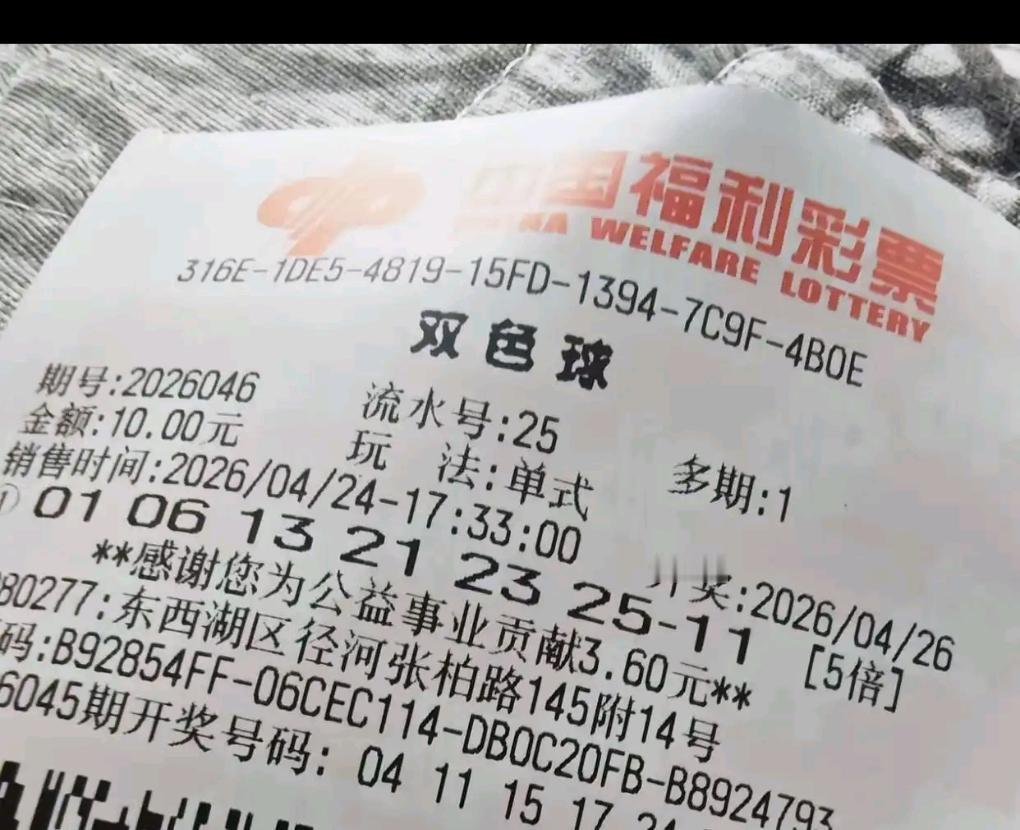 中国福利彩票
CHINA WELFARE LOTTERY
316E-1DE5-4819-15FD-1394-7C9F-4B0E
双色球
期号:2026046 流水号:25 多期:1
金额:10.00元 玩 法:单式
销售时间:2026/04/24-17:33:00 开奖:2026/04/26
① 01 06 13 21 23 25-11 [5倍]
**感谢您为公益事业贡献3.60元**
80277:东西湖区径河张柏路145附14号
码:B92854FF-06CEC114-DB0C20FB-B8924793
6045期开奖号码: 04 11 15 17